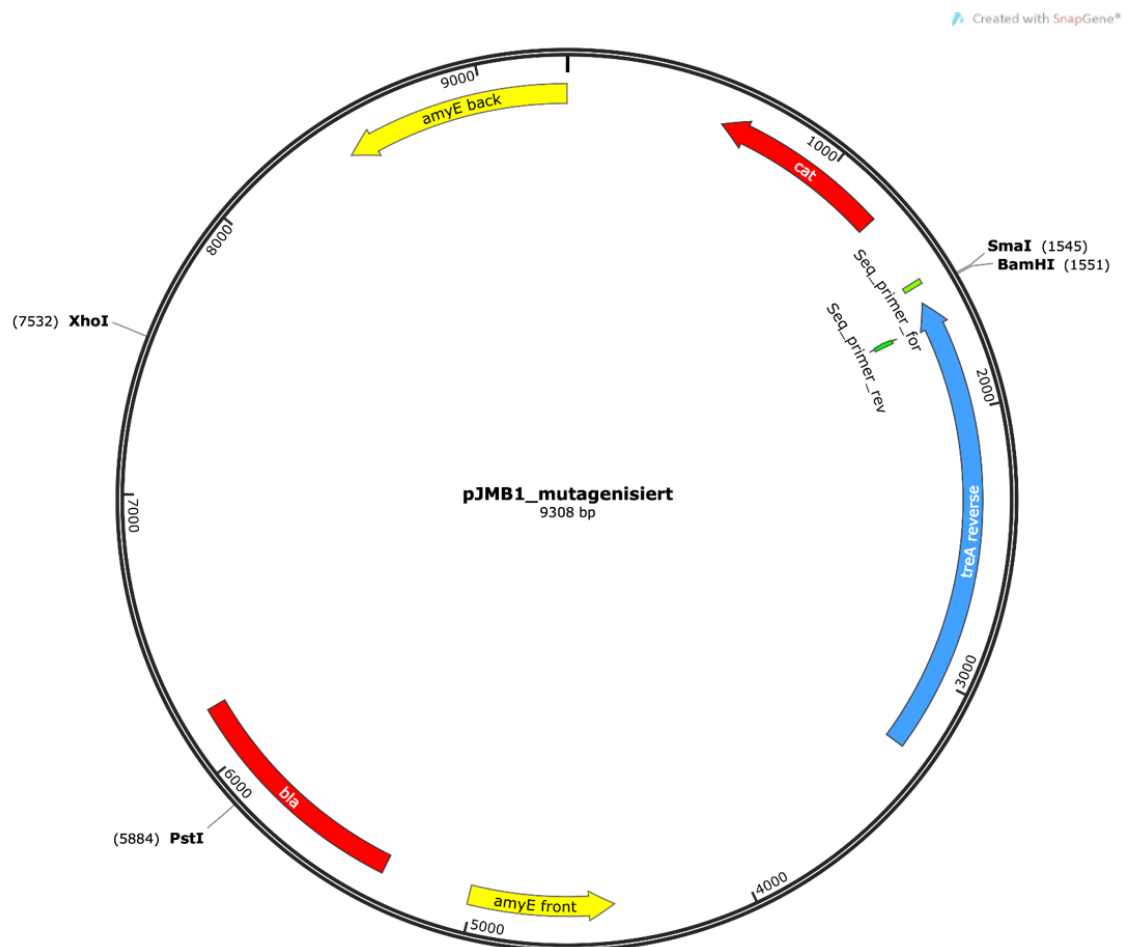 Created with SnapGene®
9000
amyE back
1000
cat
8000
SmaI (1545)
BamHI (1551)
Seq_primer_for
(7532) XhoI
Seq_primer_rev
2000
pJMB1_mutagenisiert
9308 bp
7000
treA reverse
3000
6000
bla
(5884) PstI
4000
amyE front
5000